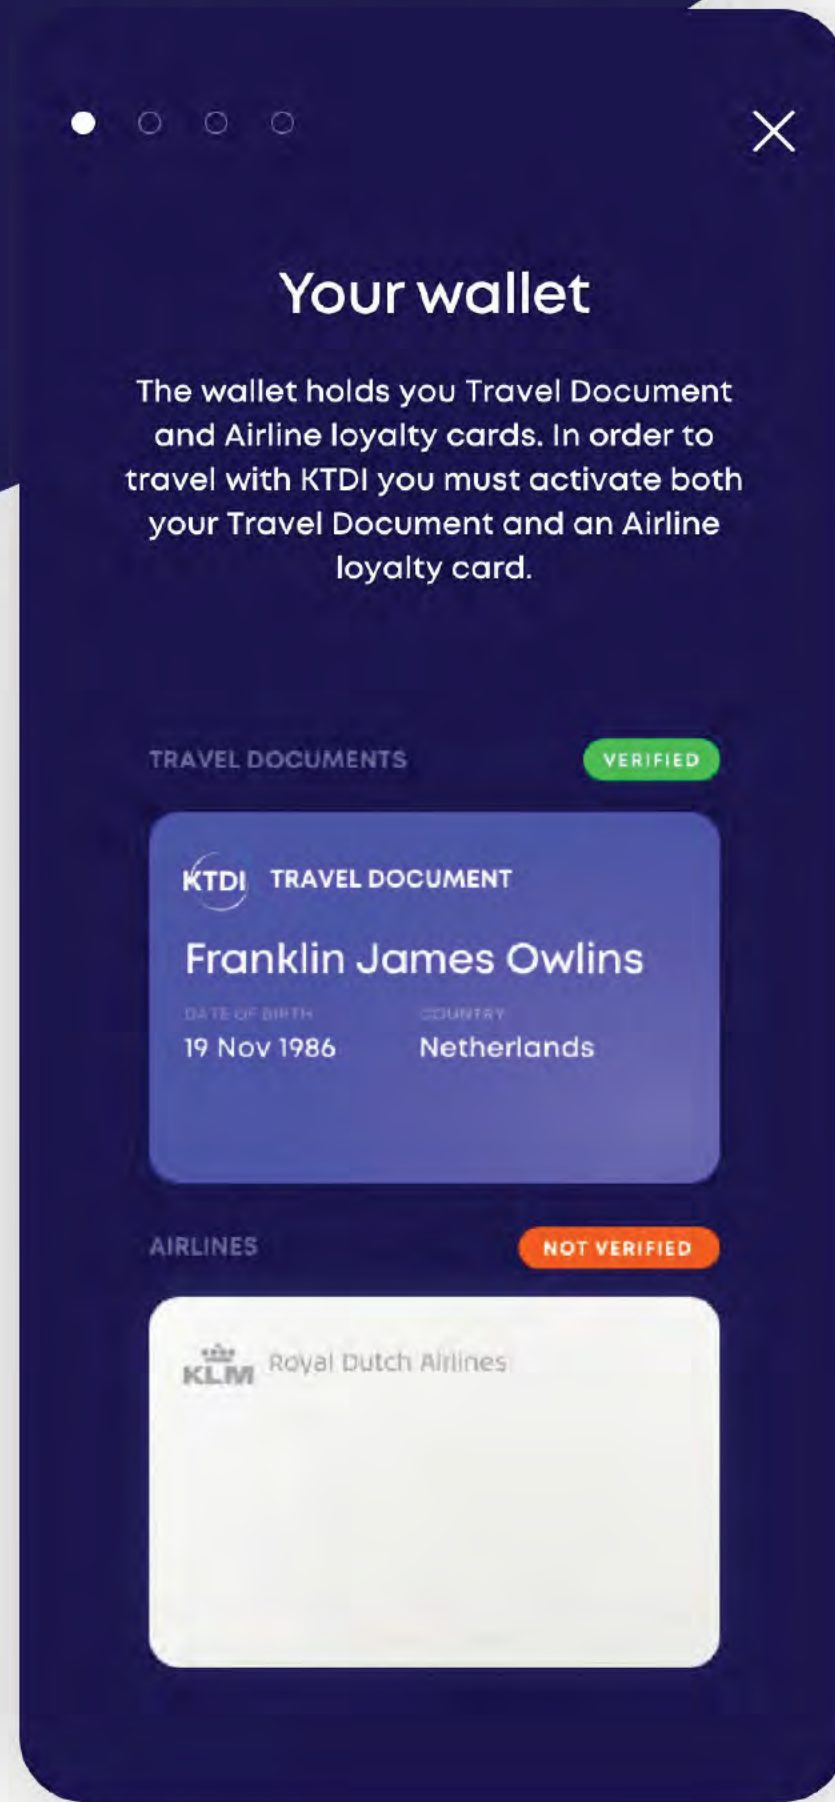 Your wallet
The wallet holds you Travel Document
and Airline loyalty cards. In order to
travel with KTDI you must activate both
your Travel Document and an Airline
loyalty card.
TRAVEL DOCUMENTS VERIFIED
KTDI TRAVEL DOCUMENT
Franklin James Owlins
DATE OF BIRTH COUNTRY
19 Nov 1986 Netherlands
AIRLINES NOT VERIFIED
KLM Royal Dutch Airlines